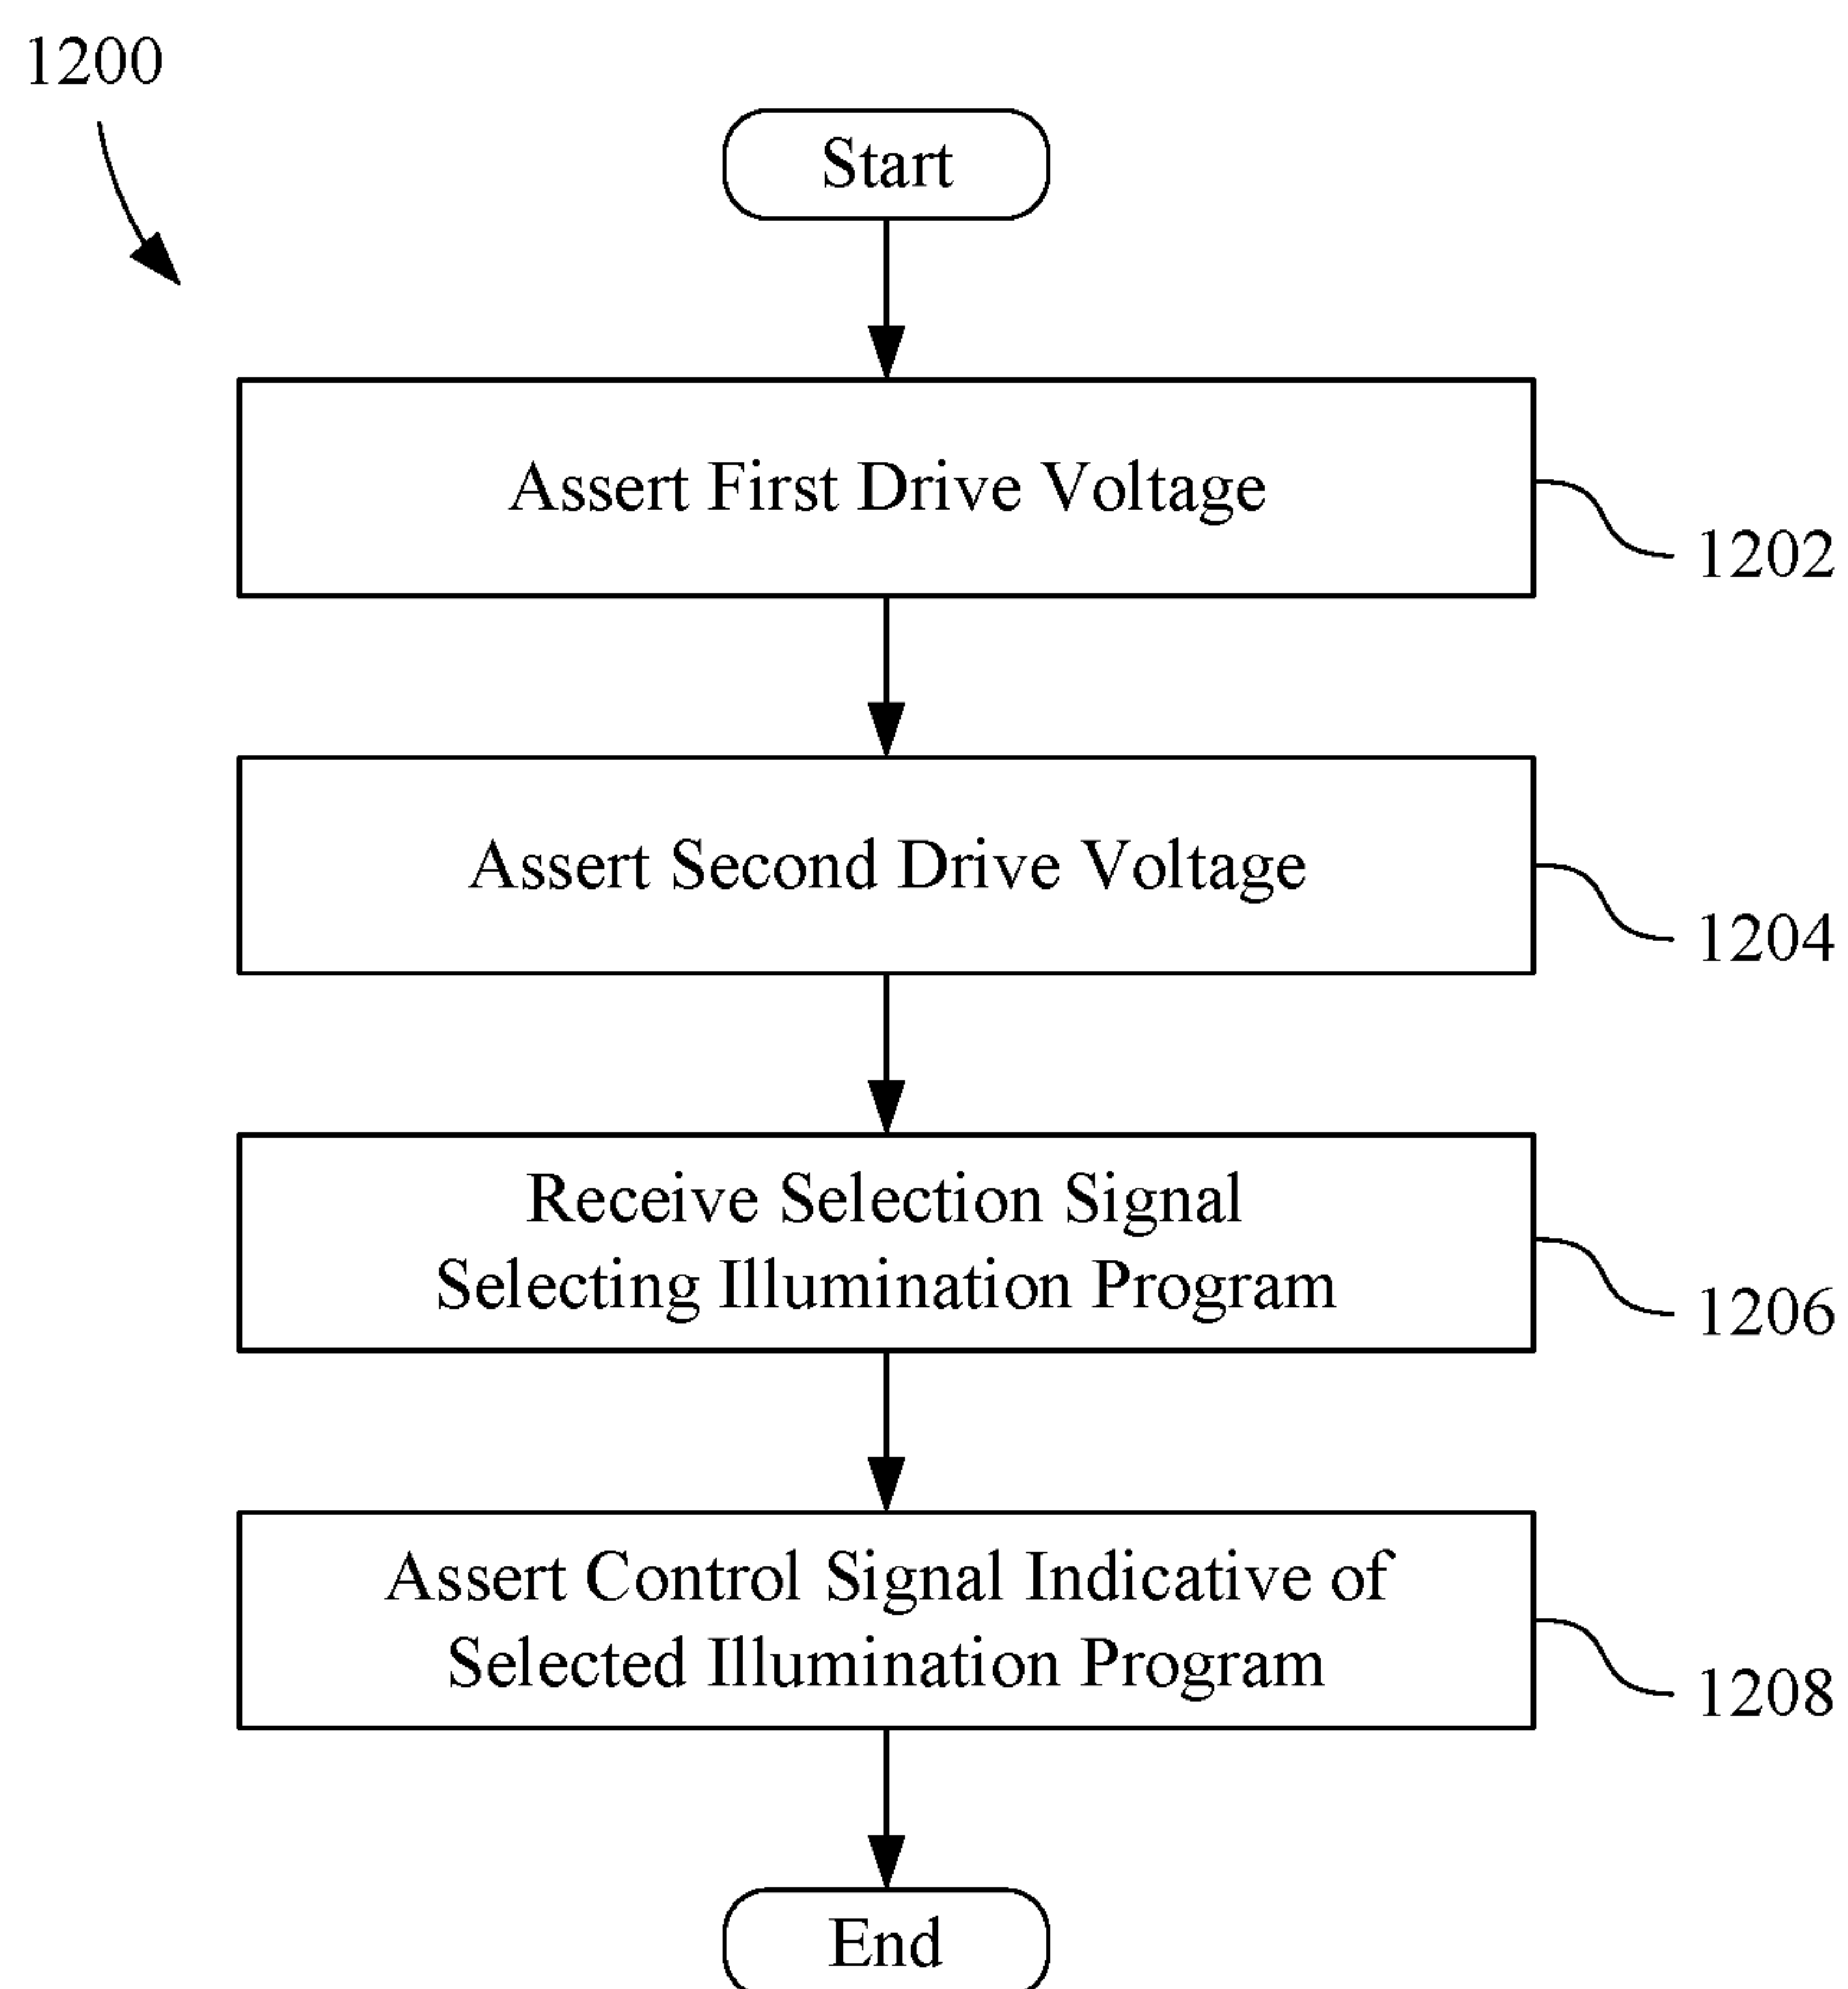 1200
Start
Assert First Drive Voltage
1202
Assert Second Drive Voltage
1204
Receive Selection Signal
Selecting Illumination Program
1206
Assert Control Signal Indicative of
Selected Illumination Program
1208
End